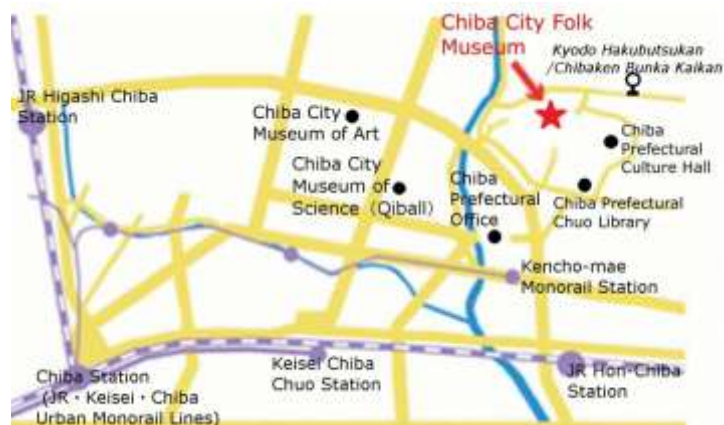 Chiba City Folk
Museum
Kyodo Hakubutsukan
/Chibaken Bunka Kaikan
JR Higashi Chiba
Station
Chiba City
Museum of Art
Chiba
Prefectural
Culture Hall
Chiba City
Museum of
Science（Qiball）
Chiba
Prefectural
Office
Chiba Prefectural
Chuo Library
Kencho-mae
Monorail Station
Keisei Chiba
Chuo Station
JR Hon-Chiba
Station
Chiba Station
（JR・Keisei・Chiba
Urban Monorail Lines）